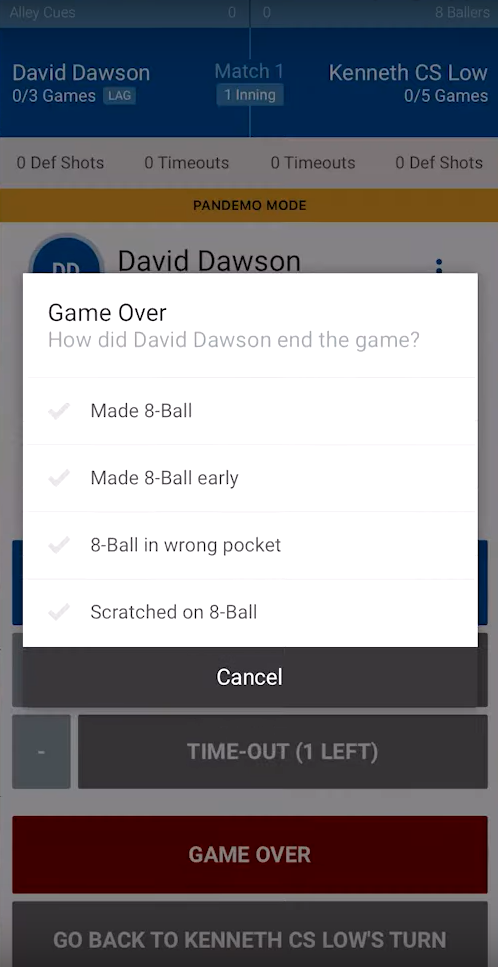 Alley Cues 0 0 8 Ballers
David Dawson Match 1 Kenneth CS Low
0/3 Games LAG 1 Inning 0/5 Games
0 Def Shots 0 Timeouts 0 Timeouts 0 Def Shots
PANDEMO MODE
DD David Dawson
Game Over
How did David Dawson end the game?
Made 8-Ball
Made 8-Ball early
8-Ball in wrong pocket
Scratched on 8-Ball
Cancel
- TIME-OUT (1 LEFT)
GAME OVER
GO BACK TO KENNETH CS LOW'S TURN